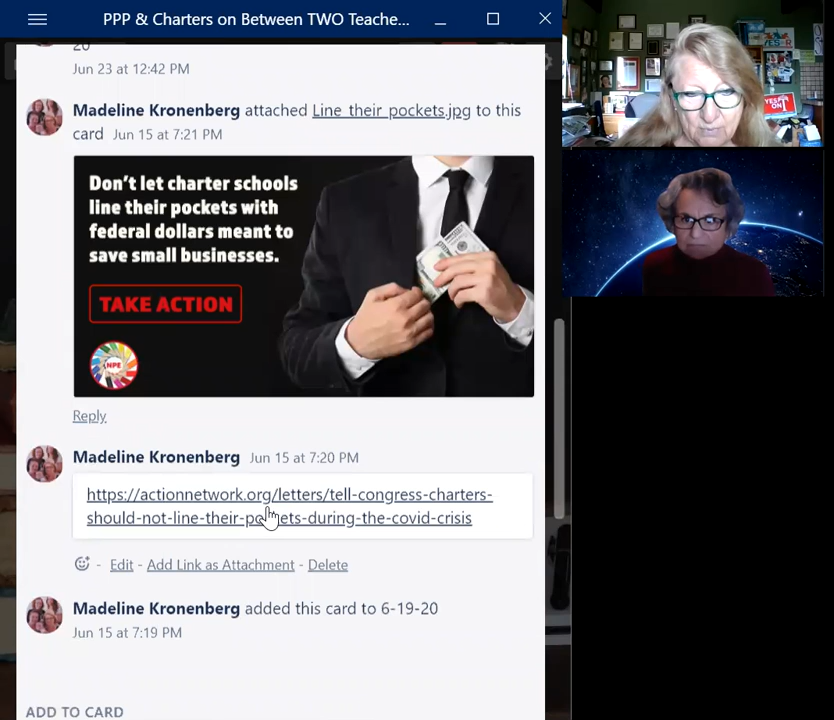 PPP & Charters on Between TWO Teache...
20
Jun 23 at 12:42 PM
Madeline Kronenberg attached Line_their_pockets.jpg to this
card Jun 15 at 7:21 PM
Don't let charter schools
line their pockets with
federal dollars meant to
save small businesses.
TAKE ACTION
NPE
Reply
Madeline Kronenberg Jun 15 at 7:20 PM
https://actionnetwork.org/letters/tell-congress-charters-
should-not-line-their-pockets-during-the-covid-crisis
- Edit - Add Link as Attachment - Delete
Madeline Kronenberg added this card to 6-19-20
Jun 15 at 7:19 PM
ADD TO CARD
YES